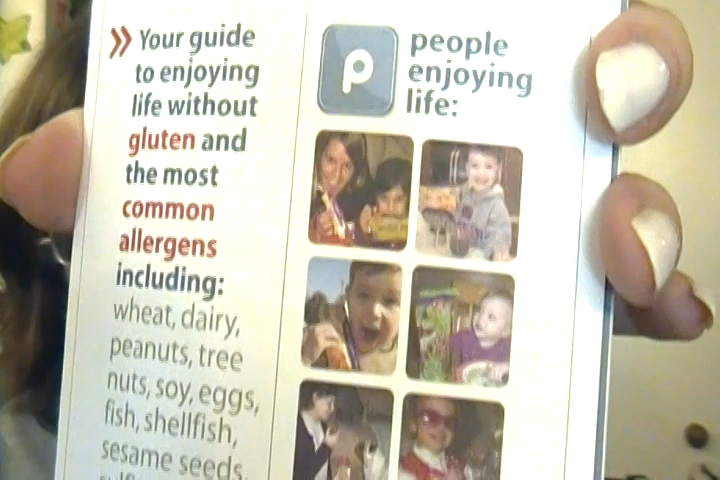 » Your guide
to enjoying
life without
gluten and
the most
common
allergens
including:
wheat, dairy,
peanuts, tree
nuts, soy, eggs,
fish, shellfish,
sesame seeds,
p
people
enjoying
life: